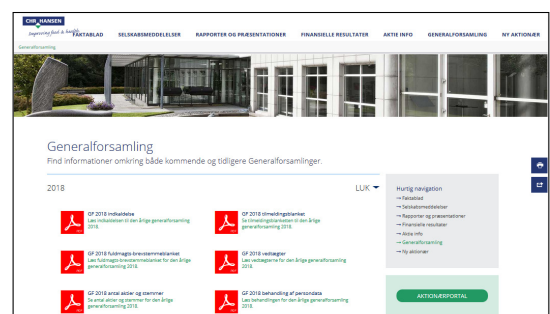 CHR HANSEN
Improving food & health
FAKTABLAD SELSKABSMEDDELELSER RAPPORTER OG PRÆSENTATIONER FINANSIELLE RESULTATER AKTIE INFO GENERALFORSAMLING NY AKTIONÆR
Generalforsamling
Generalforsamling
Find informationer omkring både kommende og tidligere Generalforsamlinger.
2018 LUK
GF 2018 indkaldelse
Læs indkaldelsen til den årlige generalforsamling
2018.
GF 2018 tilmeldingsblanket
Se tilmeldingsblanketten til den årlige
generalforsamling 2018.
GF 2018 fuldmagt-brevstemmeblanket
Læs fuldmagts-brevstemmeblanket for den årlige
generalforsamling 2018.
GF 2018 vedtægter
Læs vedtægterne for den årlige generalforsamling
2018.
GF 2018 antal aktier og stemmer
Se antal aktier og stemmer for den årlige
generalforsamling 2018.
GF 2018 behandling af persondata
Læs behandlingen for den årlige generalforsamling
2018.
Hurtig navigation
→ Faktablad
→ Selskabsmeddelelser
→ Rapporter og præsentationer
→ Finansielle resultater
→ Aktie info
→ Generalforsamling
→ Ny aktionær
AKTIONÆRPORTAL